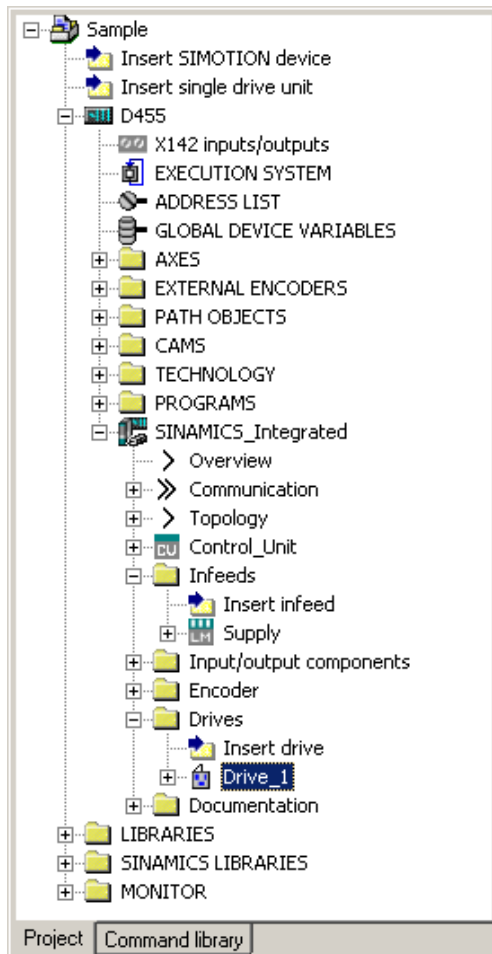 Sample
Insert SIMOTION device
Insert single drive unit
D455
X142 inputs/outputs
EXECUTION SYSTEM
ADDRESS LIST
GLOBAL DEVICE VARIABLES
AXES
EXTERNAL ENCODERS
PATH OBJECTS
CAMS
TECHNOLOGY
PROGRAMS
SINAMICS_Integrated
Overview
Communication
Topology
CU Control_Unit
Infeeds
Insert infeed
LM Supply
Input/output components
Encoder
Drives
Insert drive
Drive_1
Documentation
LIBRARIES
SINAMICS LIBRARIES
MONITOR
Project Command library